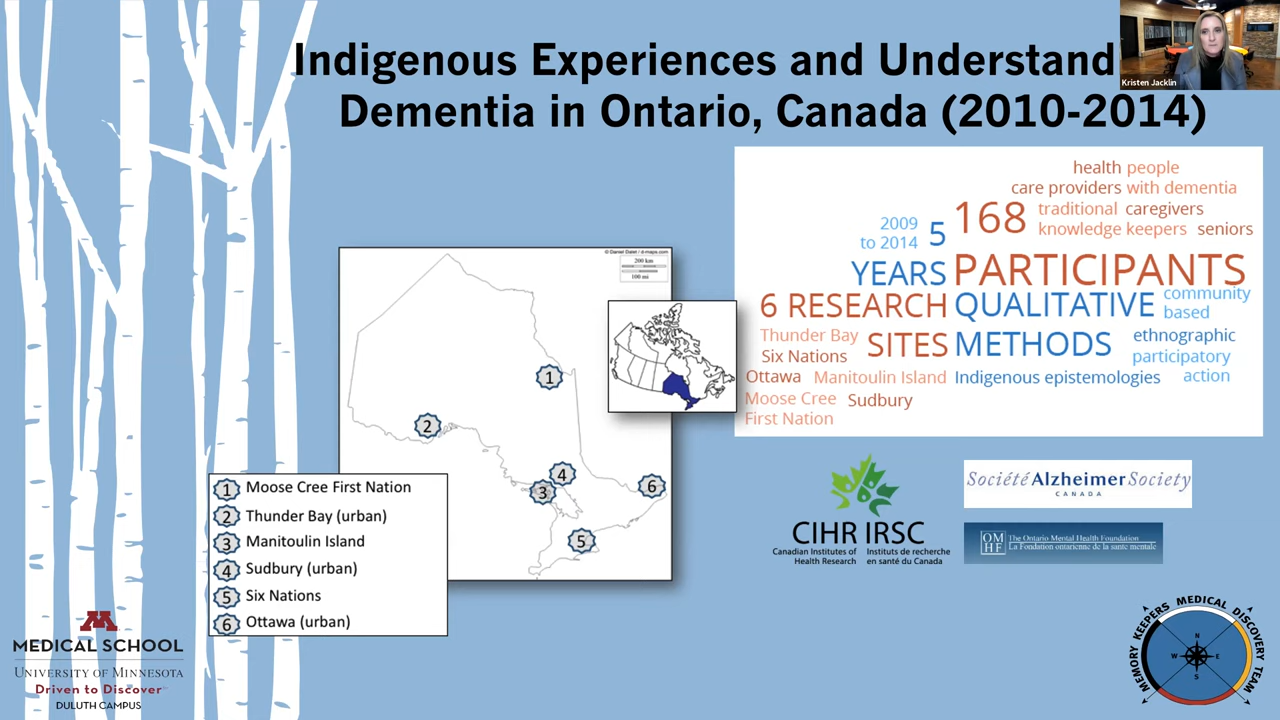 Indigenous Experiences and Understand
Dementia in Ontario, Canada (2010-2014)
Kristen Jacklin
health people
care providers with dementia
2009
to 2014
5
YEARS
168
PARTICIPANTS
traditional caregivers
knowledge keepers seniors
6 RESEARCH
SITES
QUALITATIVE
METHODS
community
based
ethnographic
participatory
action
Thunder Bay
Six Nations
Ottawa Manitoulin Island
Indigenous epistemologies
Moose Cree
First Nation
Sudbury
© Daniel Dalet / d-maps.com
200 km
100 mi
1
2
3
4
5
6
1 Moose Cree First Nation
2 Thunder Bay (urban)
3 Manitoulin Island
4 Sudbury (urban)
5 Six Nations
6 Ottawa (urban)
CIHR IRSC
Canadian Institutes of
Health Research
Instituts de recherche
en santé du Canada
Société Alzheimer Society
CANADA
OM
HF
The Ontario Mental Health Foundation
La Fondation ontarienne de la santé mentale
M
MEDICAL SCHOOL
UNIVERSITY OF MINNESOTA
Driven to Discover
DULUTH CAMPUS
MEMORY KEEPERS MEDICAL DISCOVERY TEAM
N
W E
S